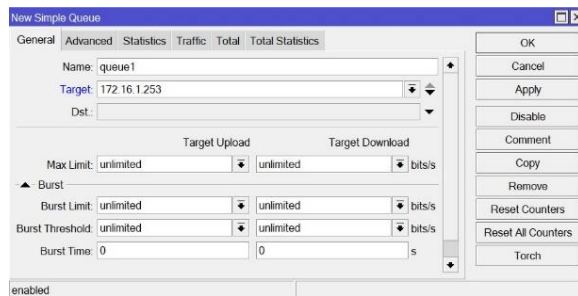 New Simple Queue
General Advanced Statistics Traffic Total Total Statistics
Name: queue1
Target: 172.16.1.253
Dst.:
Target Upload Target Download
Max Limit: unlimited unlimited bits/s
Burst
Burst Limit: unlimited unlimited bits/s
Burst Threshold: unlimited unlimited bits/s
Burst Time: 0 0 s
enabled
OK
Cancel
Apply
Disable
Comment
Copy
Remove
Reset Counters
Reset All Counters
Torch